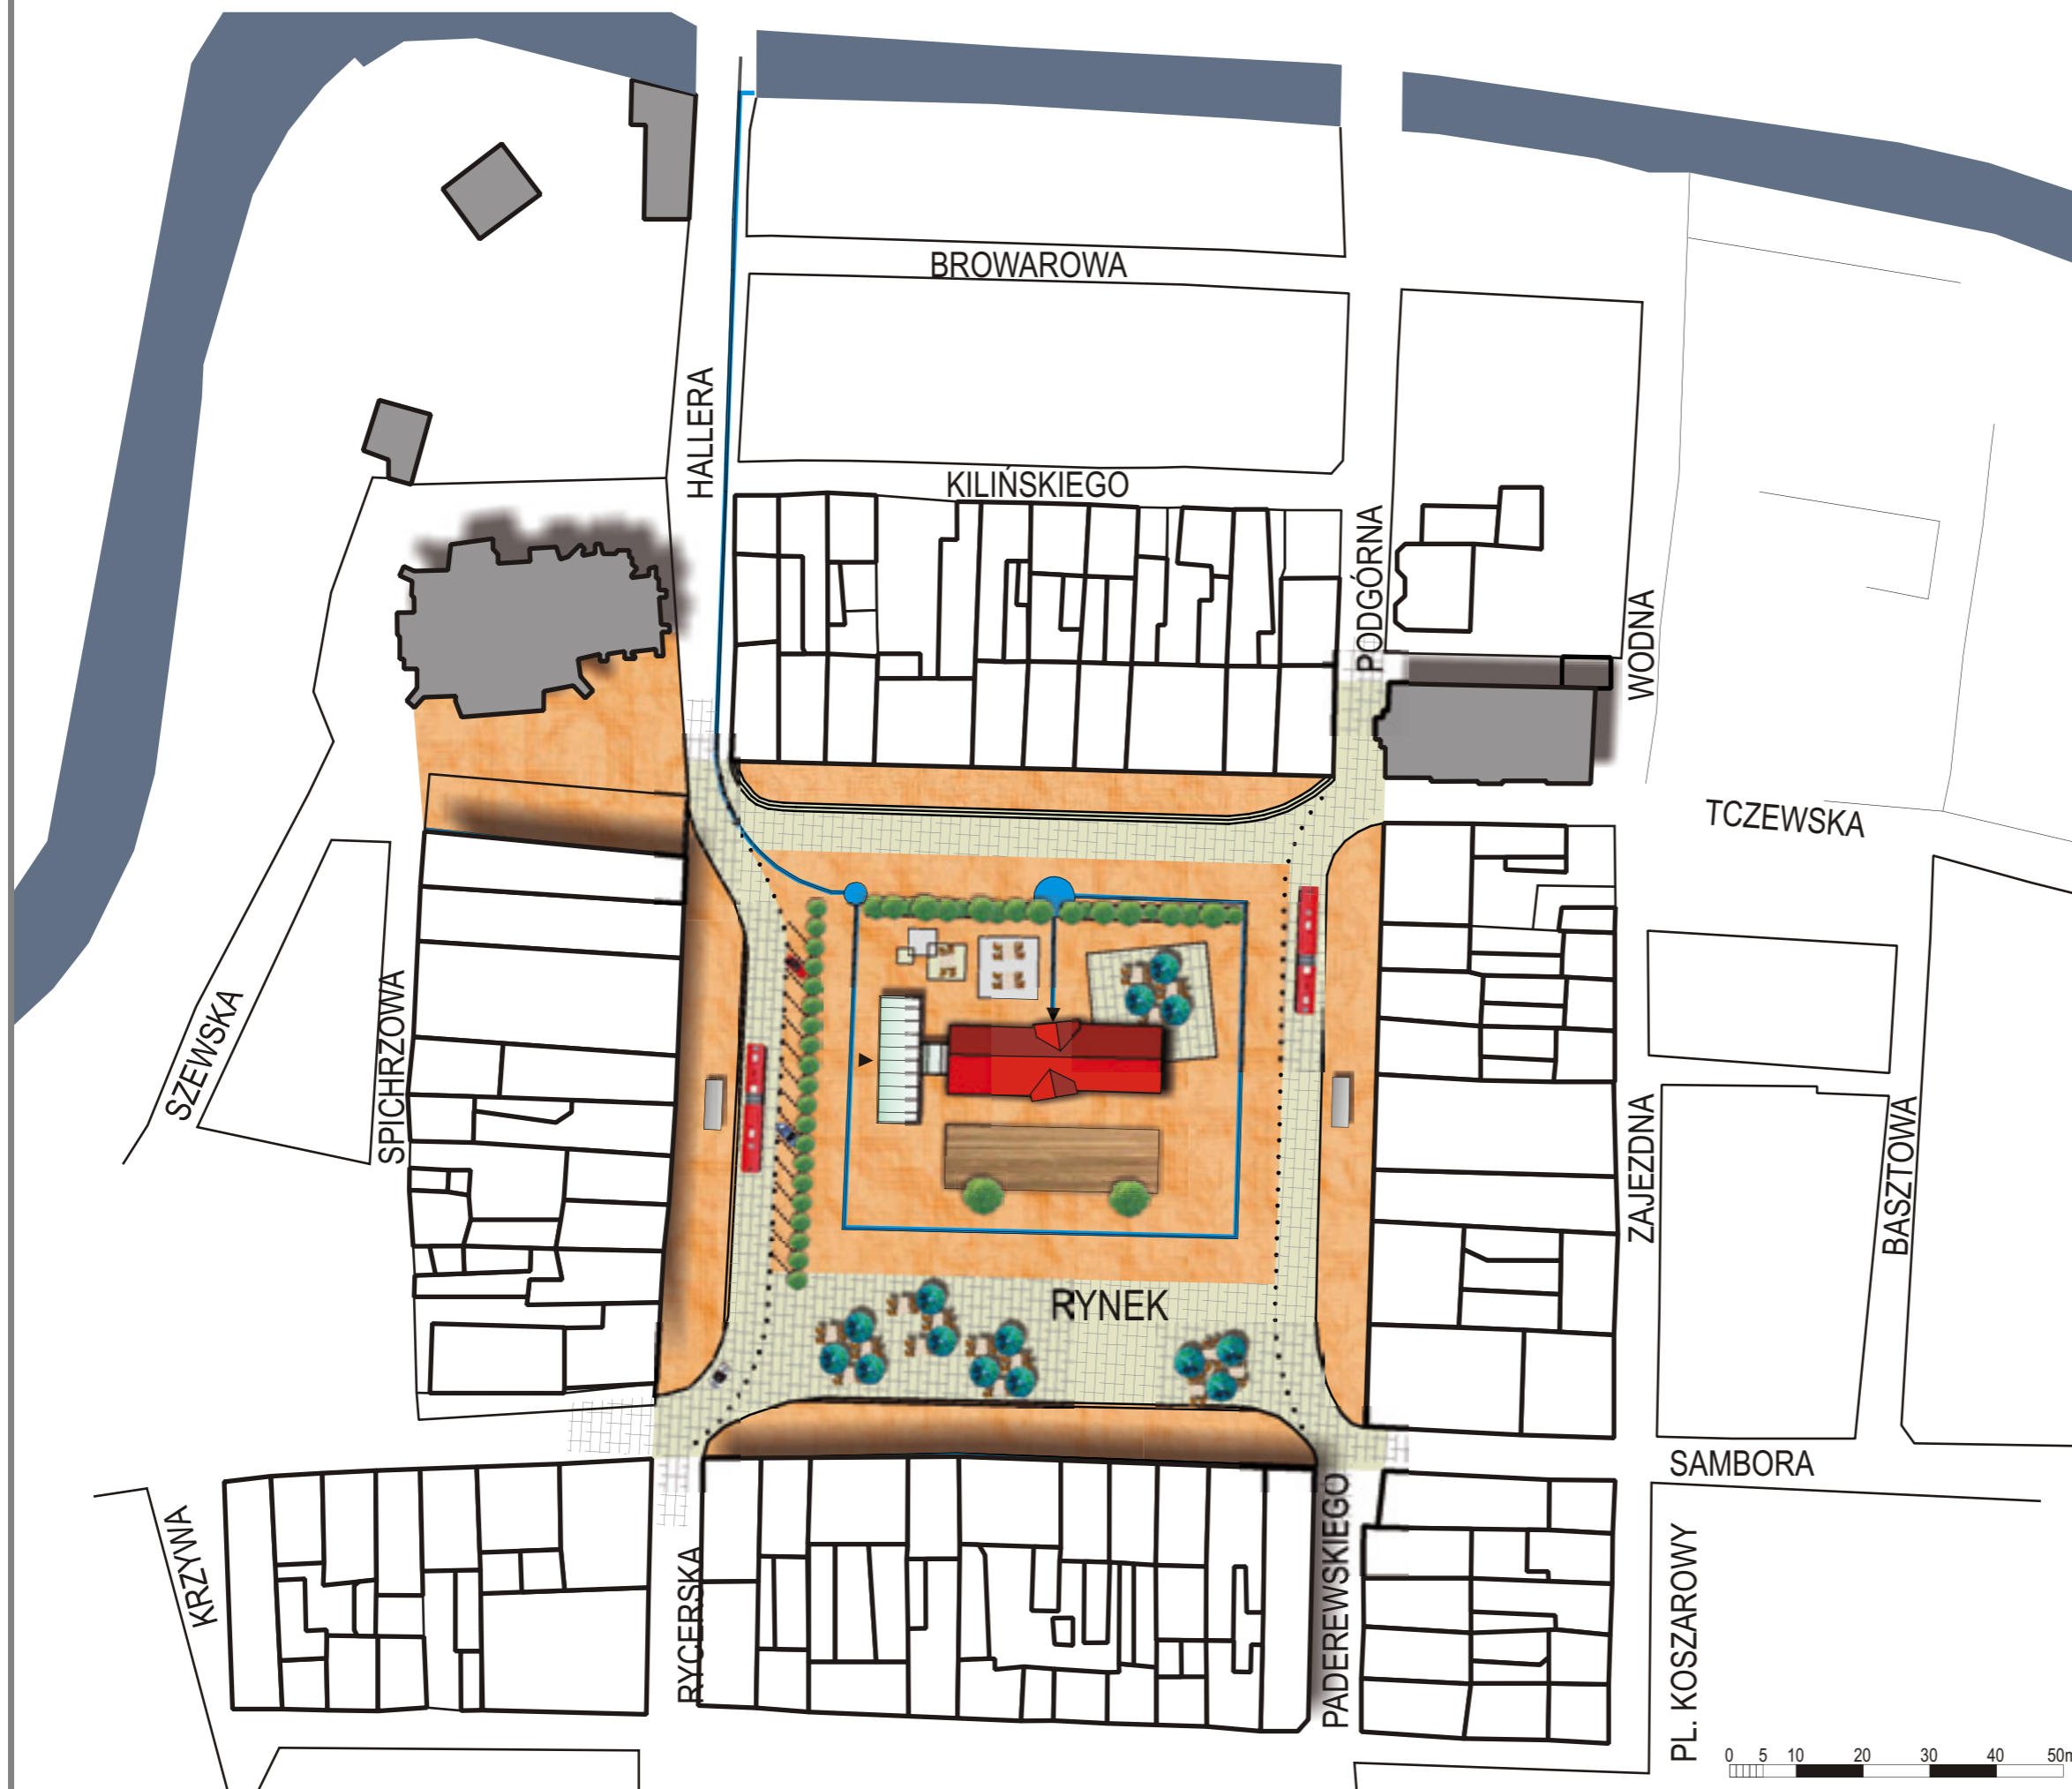 BROWAROWA
HALLERA
KILIŃSKIEGO
PODGÓRNA
WODNA
TCZEWSKA
SZEWSKA
SPICHRZOWA
ZAJEZDNA
BASZTOWA
RYNEK
SAMBORA
KRZYWA
RYCERSKA
PADEREWSKIEGO
PL. KOSZAROWY
0 5 10 20 30 40 50m